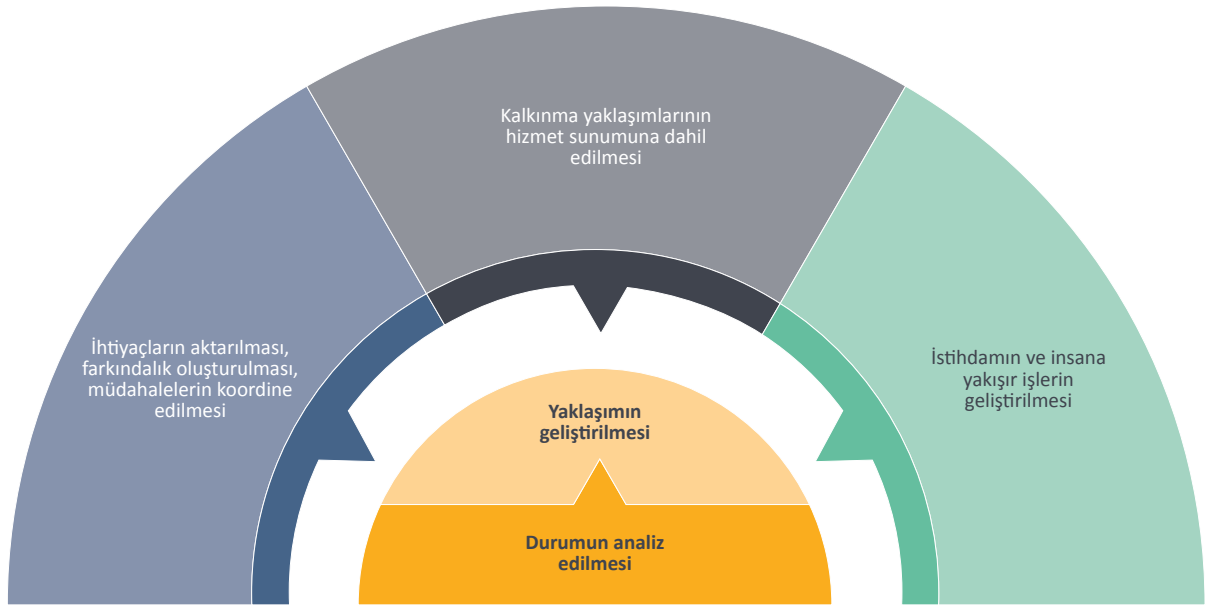 Kalkınma yaklaşımlarının
hizmet sunumuna dahil
edilmesi
İhtiyaçların aktarılması,
farkındalık oluşturulması,
müdahalelerin koordine
edilmesi
İstihdamın ve insana
yakışır işlerin
geliştirilmesi
Yaklaşımın
geliştirilmesi
Durumun analiz
edilmesi